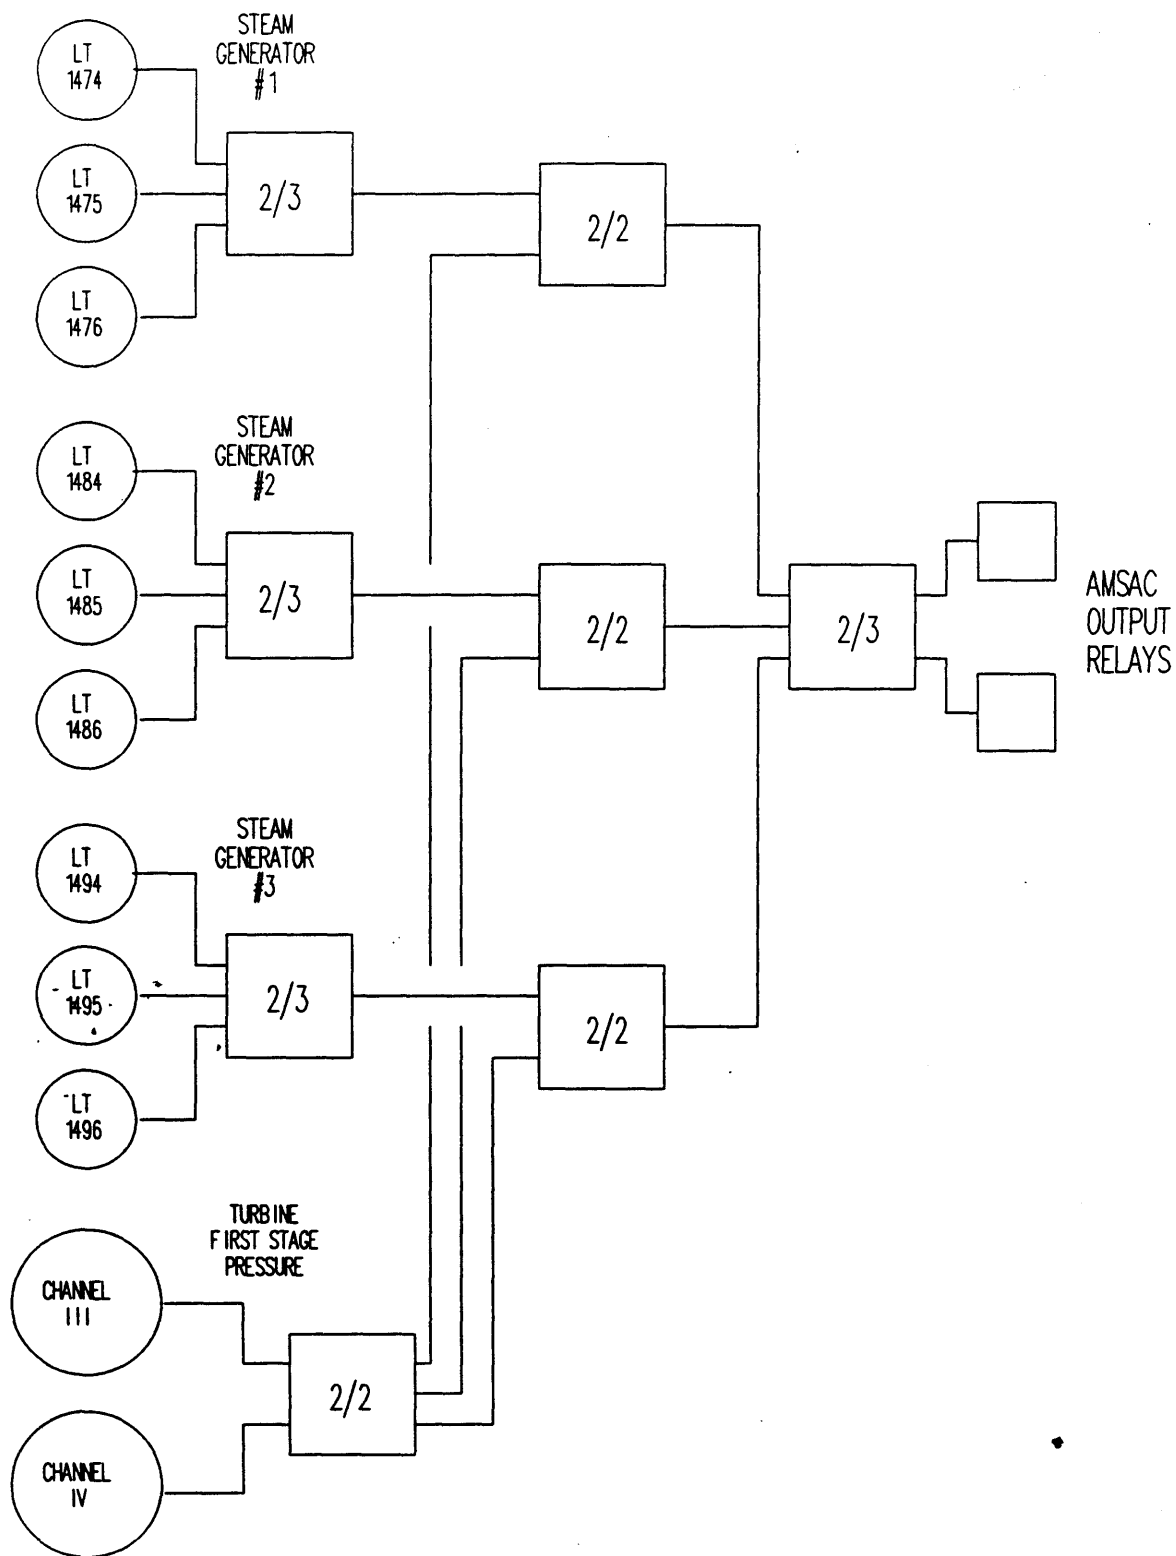 STEAM
GENERATOR
#1
LT
1474
LT
1475
LT
1476
2/3
2/2
STEAM
GENERATOR
#2
LT
1484
LT
1485
LT
1486
2/3
2/2
2/3
AMSAC
OUTPUT
RELAYS
STEAM
GENERATOR
#3
LT
1494
LT
1495
LT
1496
2/3
2/2
TURBINE
FIRST STAGE
PRESSURE
CHANNEL
III
CHANNEL
IV
2/2